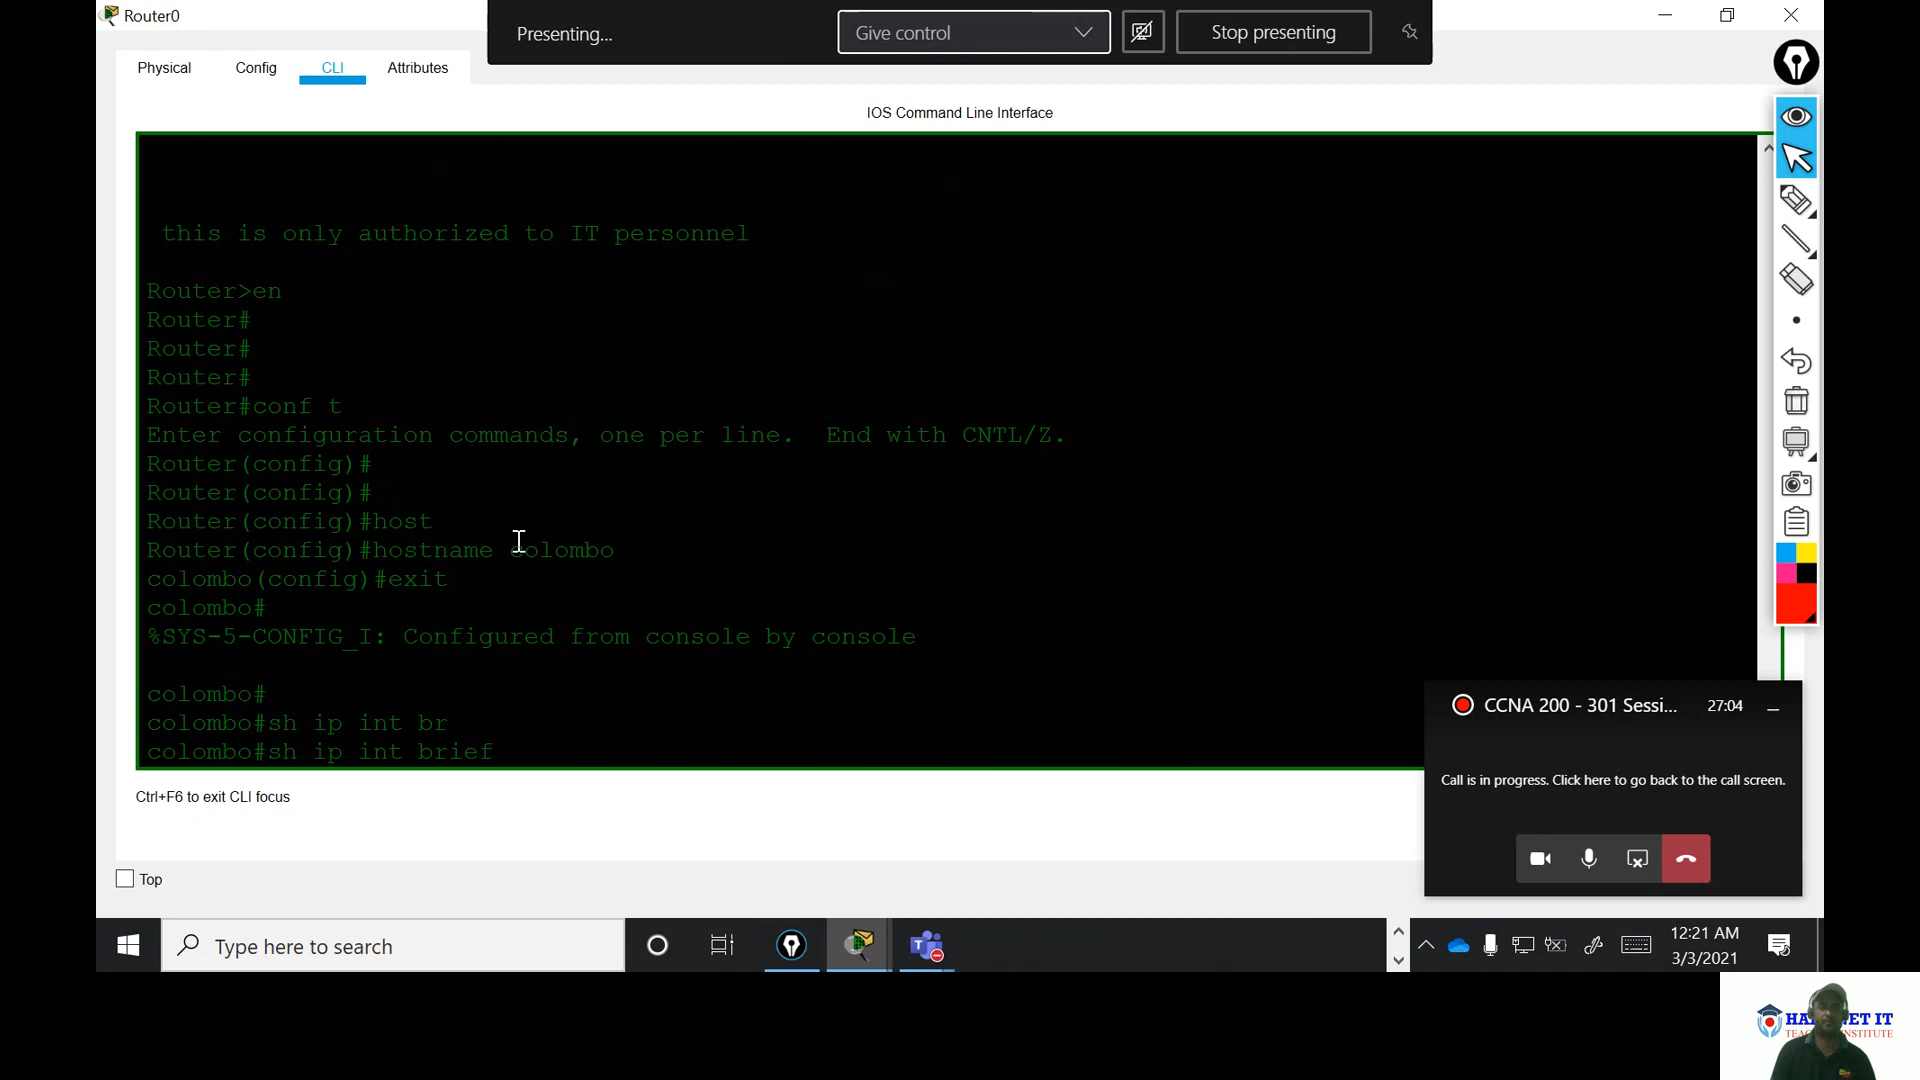 Router0
Presenting...
Give control
Stop presenting
Physical
Config
CLI
Attributes
IOS Command Line Interface
this is only authorized to IT personnel
Router>en
Router#
Router#
Router#
Router#conf t
Enter configuration commands, one per line.  End with CNTL/Z.
Router(config)#
Router(config)#
Router(config)#host
Router(config)#hostname colombo
colombo(config)#exit
colombo#
%SYS-5-CONFIG_I: Configured from console by console
colombo#
colombo#sh ip int br
colombo#sh ip int brief
Ctrl+F6 to exit CLI focus
Top
CCNA 200 - 301 Sessi...
27:04
Call is in progress. Click here to go back to the call screen.
Type here to search
12:21 AM
3/3/2021